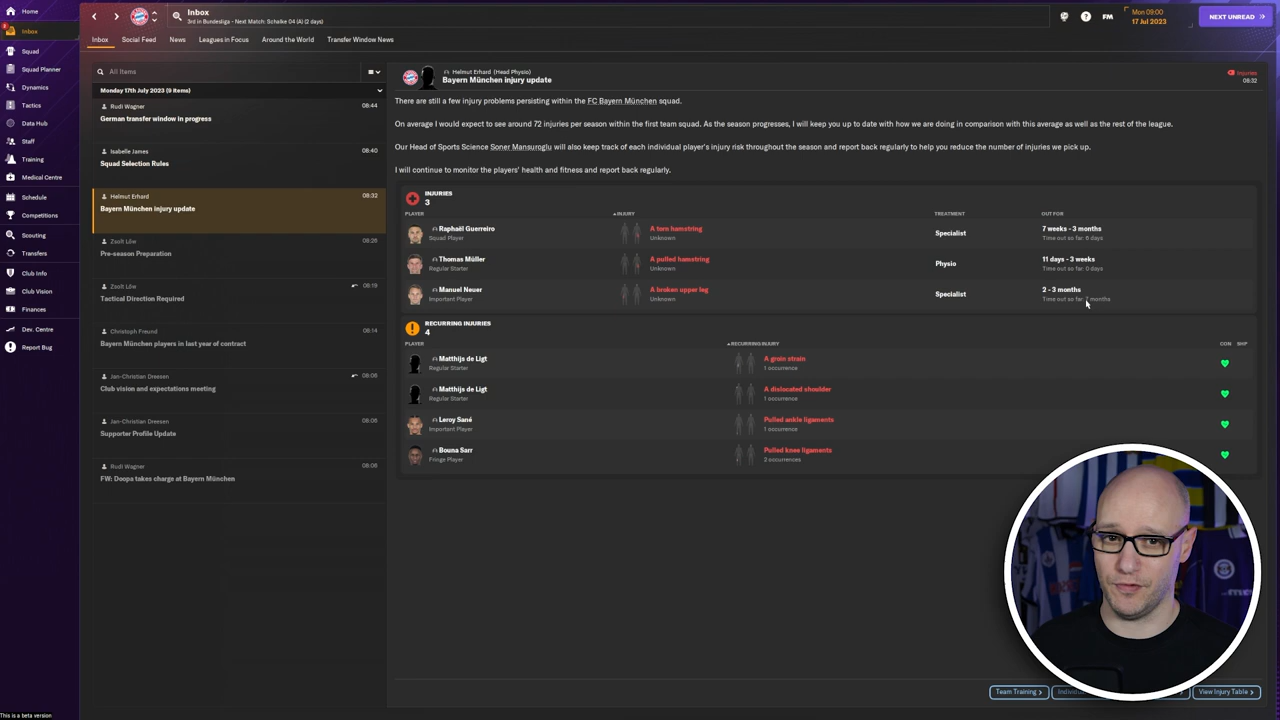 Home
Inbox
Squad
Squad Planner
Dynamics
Tactics
Data Hub
Staff
Training
Medical Centre
Schedule
Competitions
Scouting
Transfers
Club Info
Club Vision
Finances
Dev. Centre
Report Bug
This is a beta version
Inbox
3rd in Bundesliga - Next Match: Schalke 04 (A) (2 days)
FM
Mon 09:00
17 Jul 2023
NEXT UNREAD
Inbox
Social Feed
News
Leagues in Focus
Around the World
Transfer Window News
All Items
Monday 17th July 2023 (9 Items)
Rudi Wagner 08:44
German transfer window in progress
Isabelle James 08:40
Squad Selection Rules
Helmut Erhard 08:32
Bayern München injury update
Zsolt Lőw 08:26
Pre-season Preparation
Zsolt Lőw 08:19
Tactical Direction Required
Christoph Freund 08:14
Bayern München players in last year of contract
Jan-Christian Dreesen 08:06
Club vision and expectations meeting
Jan-Christian Dreesen 08:06
Supporter Profile Update
Rudi Wagner 08:06
FW: Doopa takes charge at Bayern München
Helmut Erhard (Head Physio)
Bayern München injury update
Injuries
08:32
There are still a few injury problems persisting within the FC Bayern München squad.
On average I would expect to see around 72 injuries per season within the first team squad. As the season progresses, I will keep you up to date with how we are doing in comparison with this average as well as the rest of the league.
Our Head of Sports Science Soner Mansuroglu will also keep track of each individual player's injury risk throughout the season and report back regularly to help you reduce the number of injuries we pick up.
I will continue to monitor the players' health and fitness and report back regularly.
INJURIES
3
PLAYER INJURY TREATMENT OUT FOR
Raphaël Guerreiro A torn hamstring Specialist 7 weeks - 3 months
Squad Player Unknown Time out so far: 6 days
Thomas Müller A pulled hamstring Physio 11 days - 3 weeks
Regular Starter Unknown Time out so far: 0 days
Manuel Neuer A broken upper leg Specialist 2 - 3 months
Important Player Unknown Time out so far: 7 months
RECURRING INJURIES
4
PLAYER RECURRING INJURY CON SHP
Matthijs de Ligt A groin strain
Regular Starter 1 occurrence
Matthijs de Ligt A dislocated shoulder
Regular Starter 1 occurrence
Leroy Sané Pulled ankle ligaments
Important Player 1 occurrence
Bouna Sarr Pulled knee ligaments
Fringe Player 2 occurrences
Team Training
View Injury Table